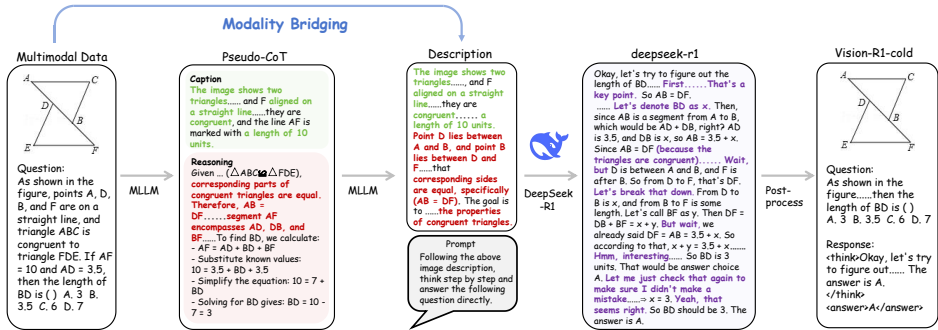 Modality Bridging
Multimodal Data
A
C
D
B
E
F
Question:
As shown in the
figure, points A, D,
B, and F are on a
straight line, and
triangle ABC is
congruent to
triangle FDE. If AF
= 10 and AD = 3.5,
then the length of
BD is ( ) A. 3 B.
3.5 C. 6 D. 7
MLLM
Pseudo-CoT
Caption
The image shows two
triangles...... and F aligned on
a straight line......they are
congruent, and the line AF is
marked with a length of 10
units.
Reasoning
Given ... (△ABC≅△FDE),
corresponding parts of
congruent triangles are equal.
Therefore, AB =
DF......segment AF
encompasses AD, DB, and
BF......To find BD, we calculate:
- AF = AD + BD + BF
- Substitute known values:
10 = 3.5 + BD + 3.5
- Simplify the equation: 10 = 7 +
BD
- Solving for BD gives: BD = 10 -
7 = 3
MLLM
Description
The image shows two
triangles......, and F aligned
on a straight
line......they are
congruent...... a
length of 10 units.
Point D lies between
A and B, and point B
lies between D and
F......that
corresponding sides
are equal, specifically
(AB = DF). The goal is
to ......the properties
of congruent triangles.
Prompt
Following the above
image description,
think step by step and
answer the following
question directly.
DeepSeek
-R1
deepseek-r1
Okay, let's try to figure out the
length of BD...... First......That's a
key point. So AB = DF.
...... Let's denote BD as x. Then,
since AB is a segment from A to B,
which would be AD + DB, right? AD
is 3.5, and DB is x, so AB = 3.5 + x.
Since AB = DF (because the
triangles are congruent)...... Wait,
but D is between A and B, and F is
after B. So from D to F, that's DF.
Let's break that down. From D to
B is x, and from B to F is some
length. Let's call BF as y. Then DF =
DB + BF = x + y. But wait, we
already said DF = AB = 3.5 + x. So
according to that, x + y = 3.5 + x.......
Hmm, interesting...... So BD is 3
units. That would be answer choice
A. Let me just check that again to
make sure I didn't make a
mistake......⇒ x = 3. Yeah, that
seems right. So BD should be 3. The
answer is A.
Post-
process
Vision-R1-cold
A
C
D
B
E
F
Question:
As shown in the
figure......then the
length of BD is ( )
A. 3 B. 3.5 C. 6 D. 7
Response:
<think>Okay, let's try
to figure out...... The
answer is A.
</think>
<answer>A</answer>